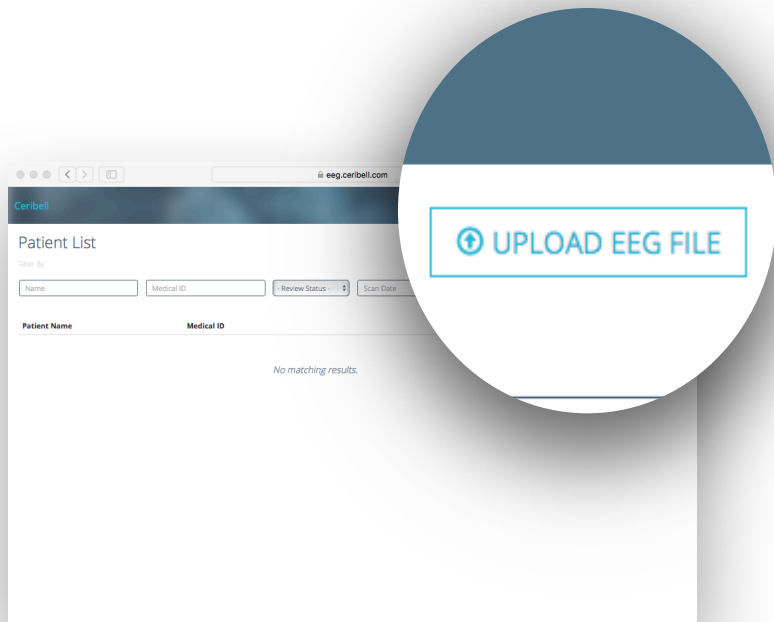 eeg.ceribell.com
Ceribell
UPLOAD EEG FILE
Patient List
Filter By
Name
Medical ID
- Review Status -
Scan Date
Patient Name
Medical ID
No matching results.